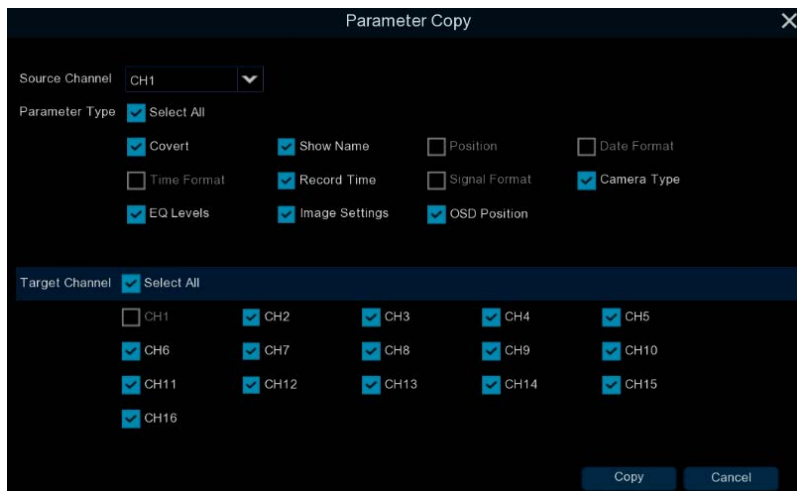 Parameter Copy
Source Channel CH1
Parameter Type Select All
Covert Show Name Position Date Format
Time Format Record Time Signal Format Camera Type
EQ Levels Image Settings OSD Position
Target Channel Select All
CH1 CH2 CH3 CH4 CH5
CH6 CH7 CH8 CH9 CH10
CH11 CH12 CH13 CH14 CH15
CH16
Copy Cancel